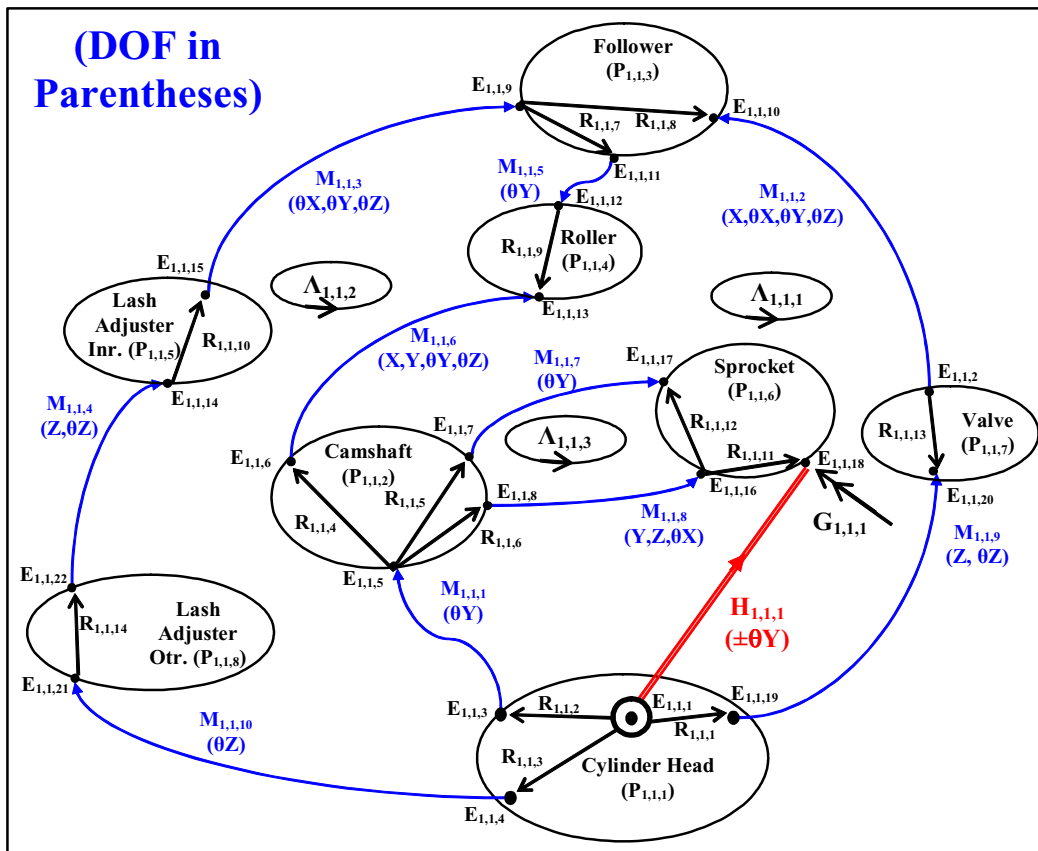 (DOF in
Parentheses)
Follower
(P1,1,3)
E1,1,9
E1,1,10
R1,1,7
R1,1,8
E1,1,11
M1,1,5
(θY)
M1,1,3
(θX,θY,θZ)
M1,1,2
(X,θX,θY,θZ)
E1,1,12
R1,1,9
Roller
(P1,1,4)
E1,1,13
E1,1,15
Lash
Adjuster
Inr. (P1,1,5)
R1,1,10
E1,1,14
Λ1,1,2
Λ1,1,1
M1,1,6
(X,Y,θY,θZ)
M1,1,7
(θY)
E1,1,17
Sprocket
(P1,1,6)
R1,1,12
R1,1,11
E1,1,18
E1,1,16
G1,1,1
E1,1,2
R1,1,13
Valve
(P1,1,7)
E1,1,20
M1,1,4
(Z,θZ)
E1,1,7
E1,1,6
Camshaft
(P1,1,2)
R1,1,5
E1,1,8
R1,1,4
R1,1,6
E1,1,5
Λ1,1,3
M1,1,8
(Y,Z,θX)
M1,1,9
(Z, θZ)
M1,1,1
(θY)
H1,1,1
(±θY)
E1,1,22
R1,1,14
Lash
Adjuster
Otr. (P1,1,8)
E1,1,21
M1,1,10
(θZ)
E1,1,3
R1,1,2
E1,1,1
R1,1,1
E1,1,19
R1,1,3
Cylinder Head
(P1,1,1)
E1,1,4